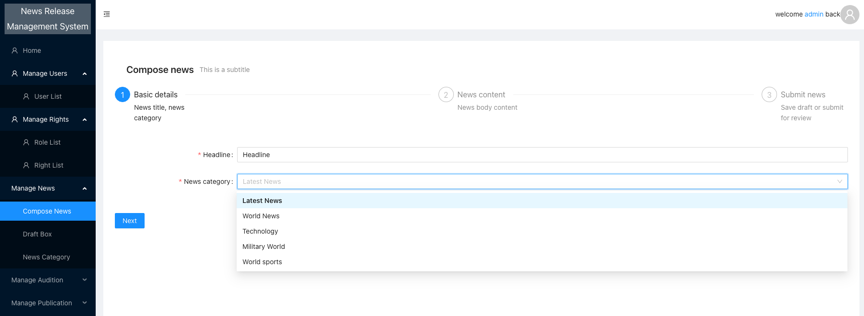 News Release
Management System
welcome admin back
Home
Manage Users
User List
Manage Rights
Role List
Right List
Manage News
Compose News
Draft Box
News Category
Manage Audition
Manage Publication
Compose news This is a subtitle
1 Basic details
News title, news
category
2 News content
News body content
3 Submit news
Save draft or submit
for review
* Headline: Headline
* News category: Latest News
Latest News
World News
Technology
Military World
World sports
Next